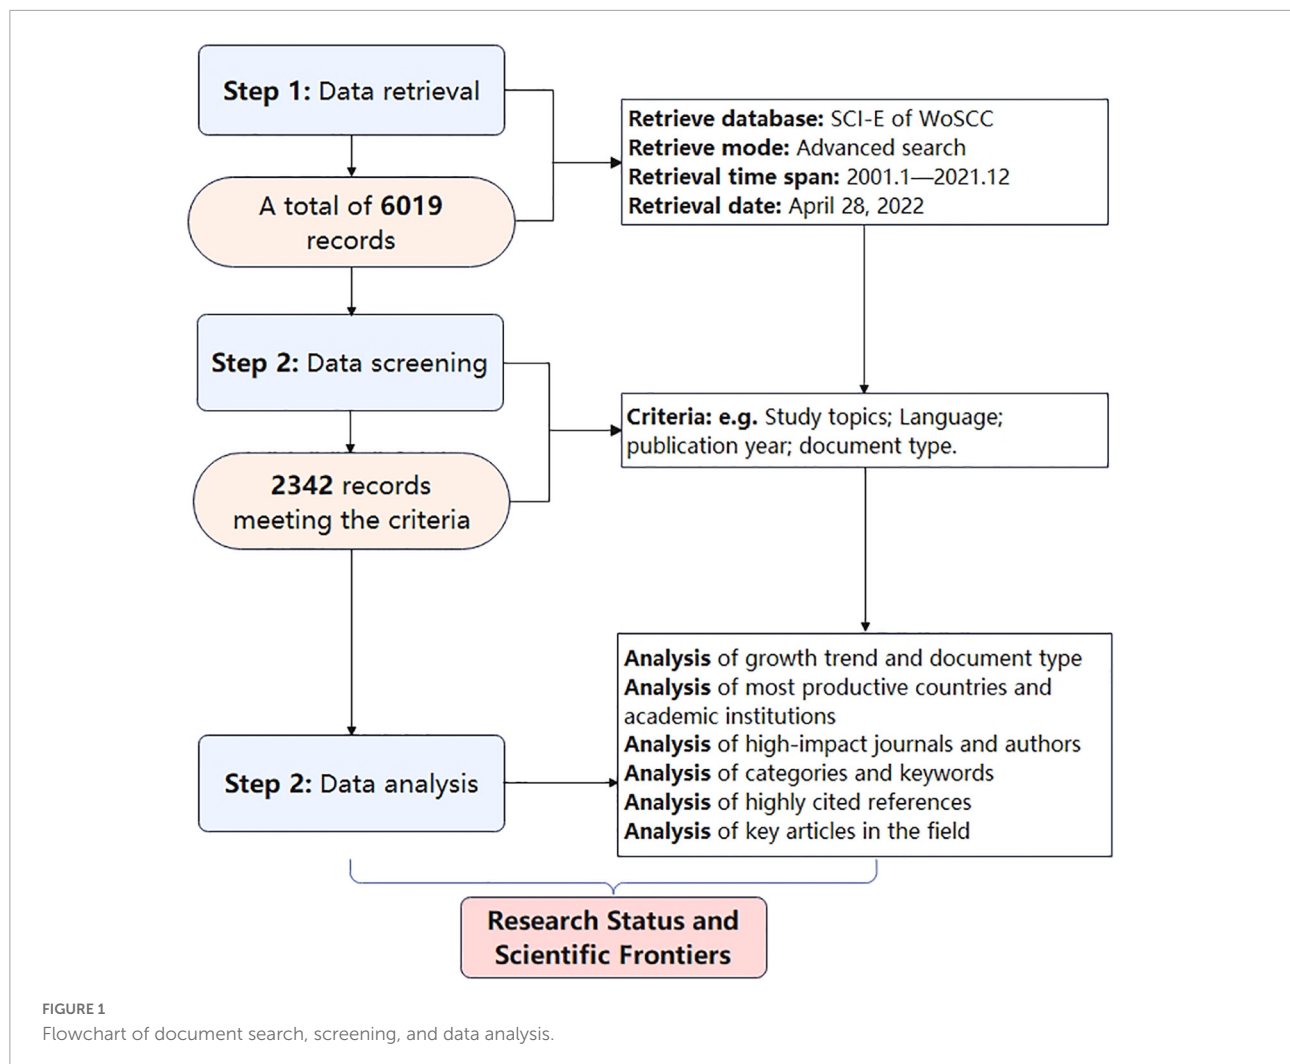 Step 1: Data retrieval
A total of 6019
records
Retrieve database: SCI-E of WoSCC
Retrieve mode: Advanced search
Retrieval time span: 2001.1—2021.12
Retrieval date: April 28, 2022
Step 2: Data screening
2342 records
meeting the criteria
Criteria: e.g. Study topics; Language;
publication year; document type.
Step 2: Data analysis
Analysis of growth trend and document type
Analysis of most productive countries and
academic institutions
Analysis of high-impact journals and authors
Analysis of categories and keywords
Analysis of highly cited references
Analysis of key articles in the field
Research Status and
Scientific Frontiers
FIGURE 1
Flowchart of document search, screening, and data analysis.